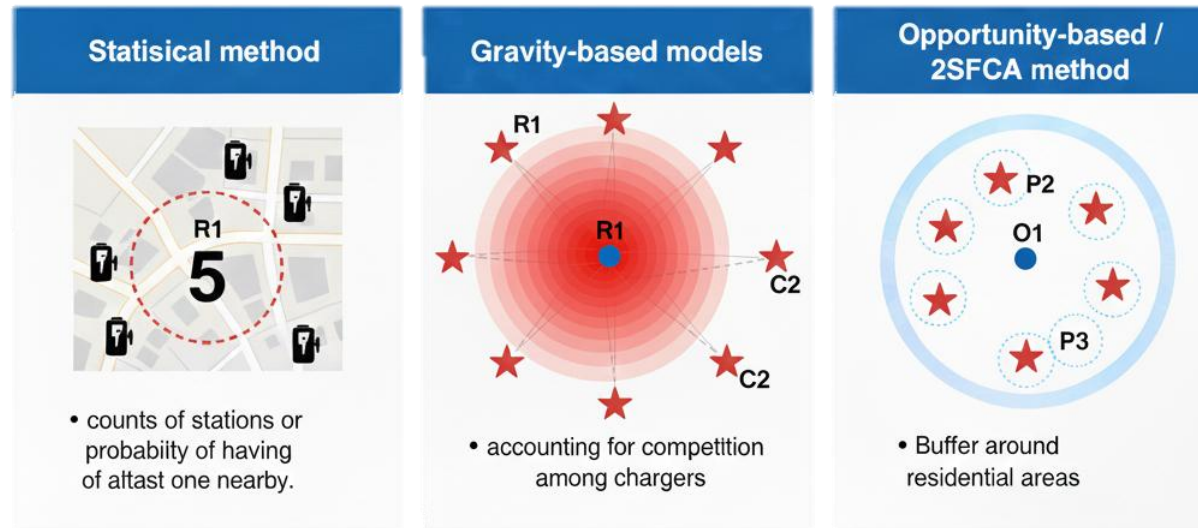 Statisical method
R1
5
• counts of stations or
probabiity of having
of altast one nearby.
Gravity-based models
R1
R1
C2
C2
• accounting for competition
among chargers
Opportunity-based /
2SFCA method
P2
O1
P3
• Buffer around
residential areas